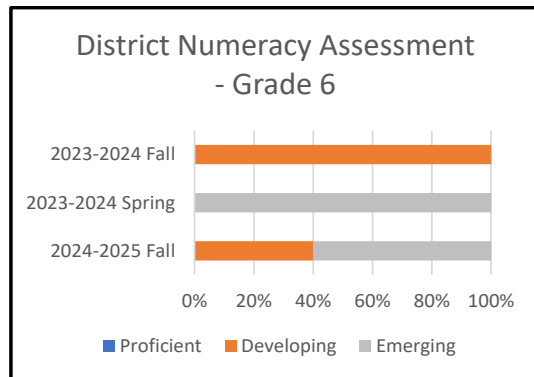 District Numeracy Assessment
- Grade 6
2023-2024 Fall
2023-2024 Spring
2024-2025 Fall
0% 20% 40% 60% 80% 100%
Proficient Developing Emerging